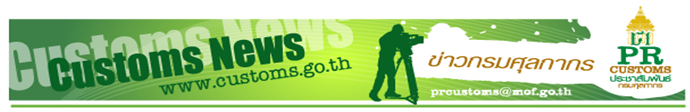 Customs News
Customs News
www.customs.go.th
ข่าวกรมศุลกากร
prcustoms@mof.go.th
PR
CUSTOMS
ประชาสัมพันธ์
กรมศุลกากร